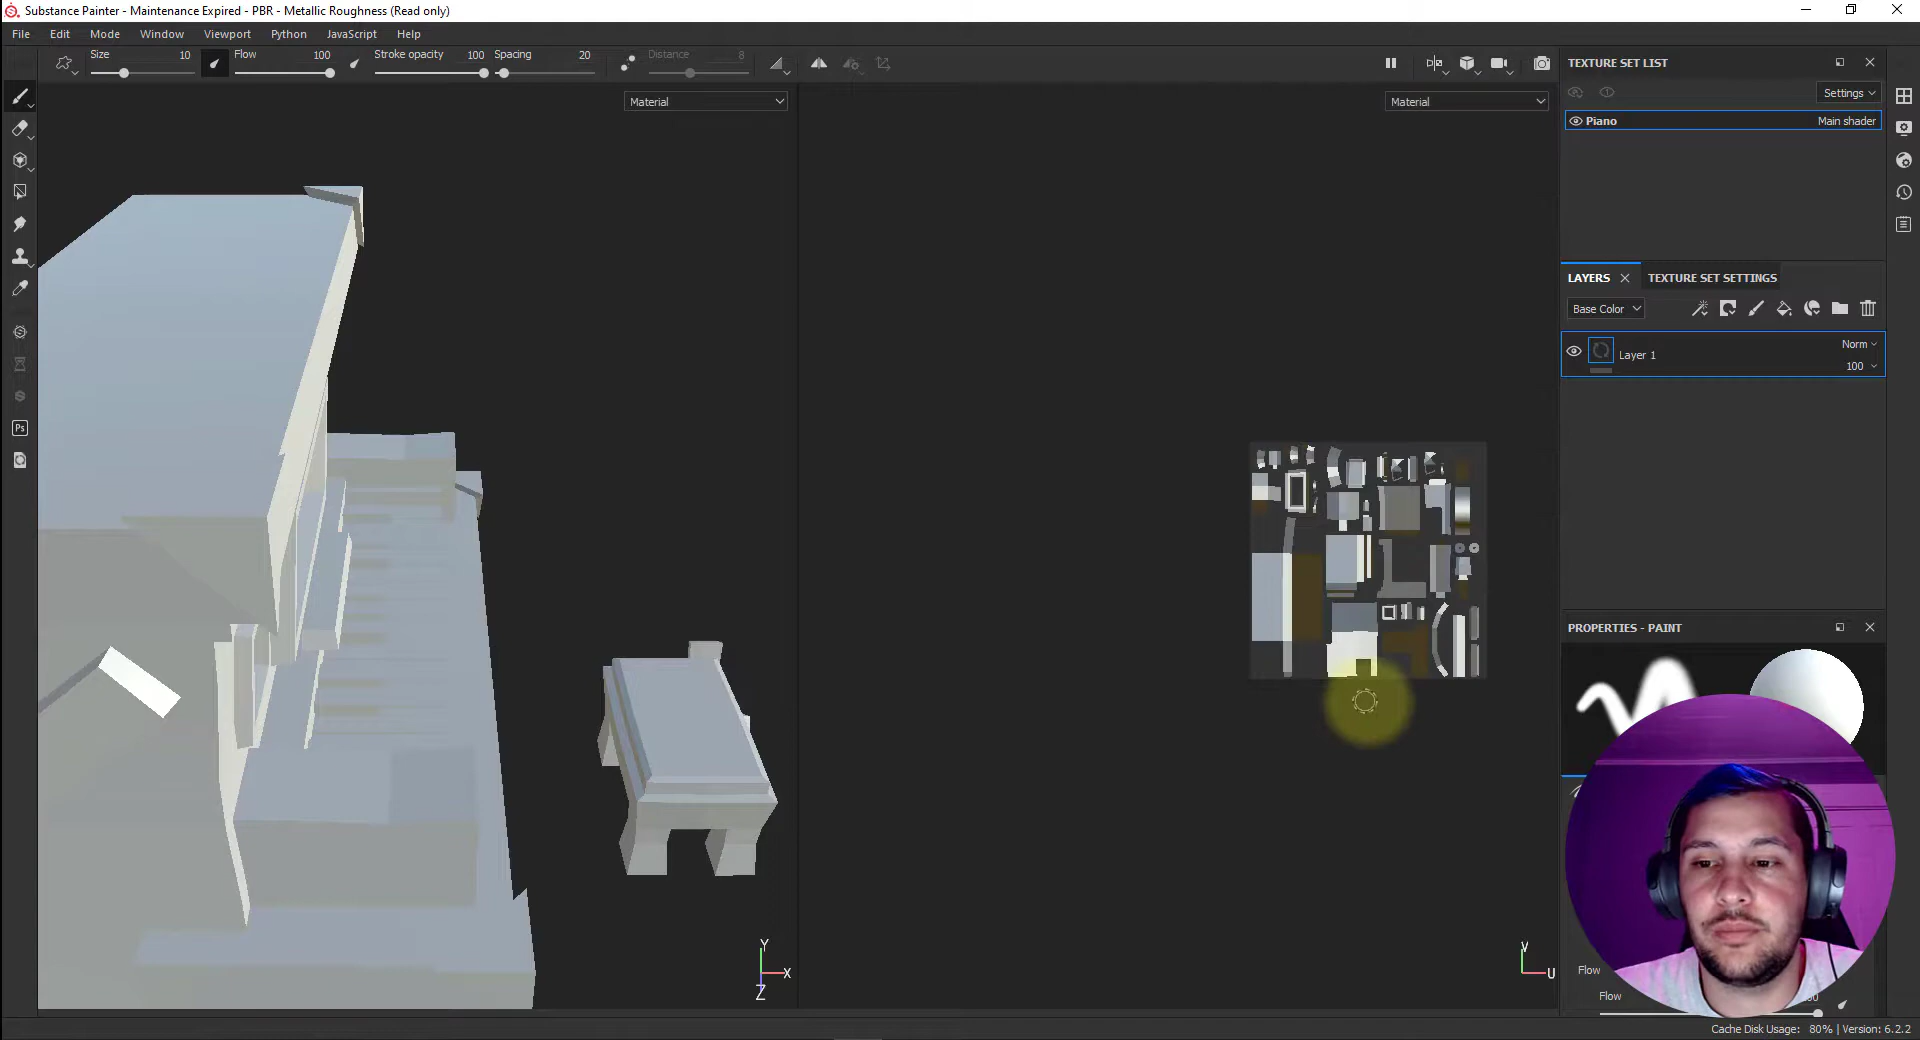 Substance Painter - Maintenance Expired - PBR - Metallic Roughness (Read only)
File Edit Mode Window Viewport Python JavaScript Help
Size 10 Flow 100 Stroke opacity 100 Spacing 20 Distance 8
Material
Material
TEXTURE SET LIST
Settings
Piano Main shader
LAYERS TEXTURE SET SETTINGS
Base Color
Norm
Layer 1
100
PROPERTIES - PAINT
Ps
Y
X
Z
V
U
Flow
Flow
Cache Disk Usage: 80% | Version: 6.2.2